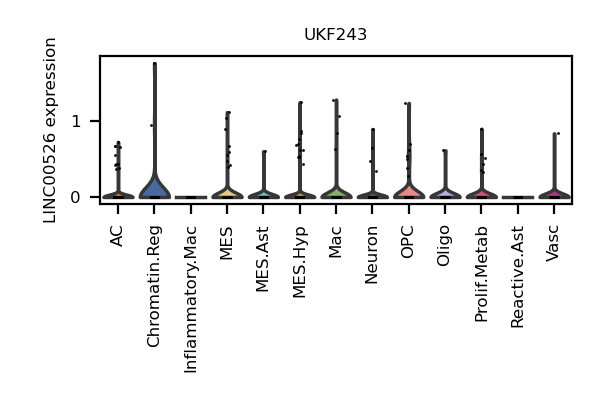 UKF243
LINC00526 expression
1
0
AC
Chromatin.Reg
Inflammatory.Mac
MES
MES.Ast
MES.Hyp
Mac
Neuron
OPC
Oligo
Prolif.Metab
Reactive.Ast
Vasc